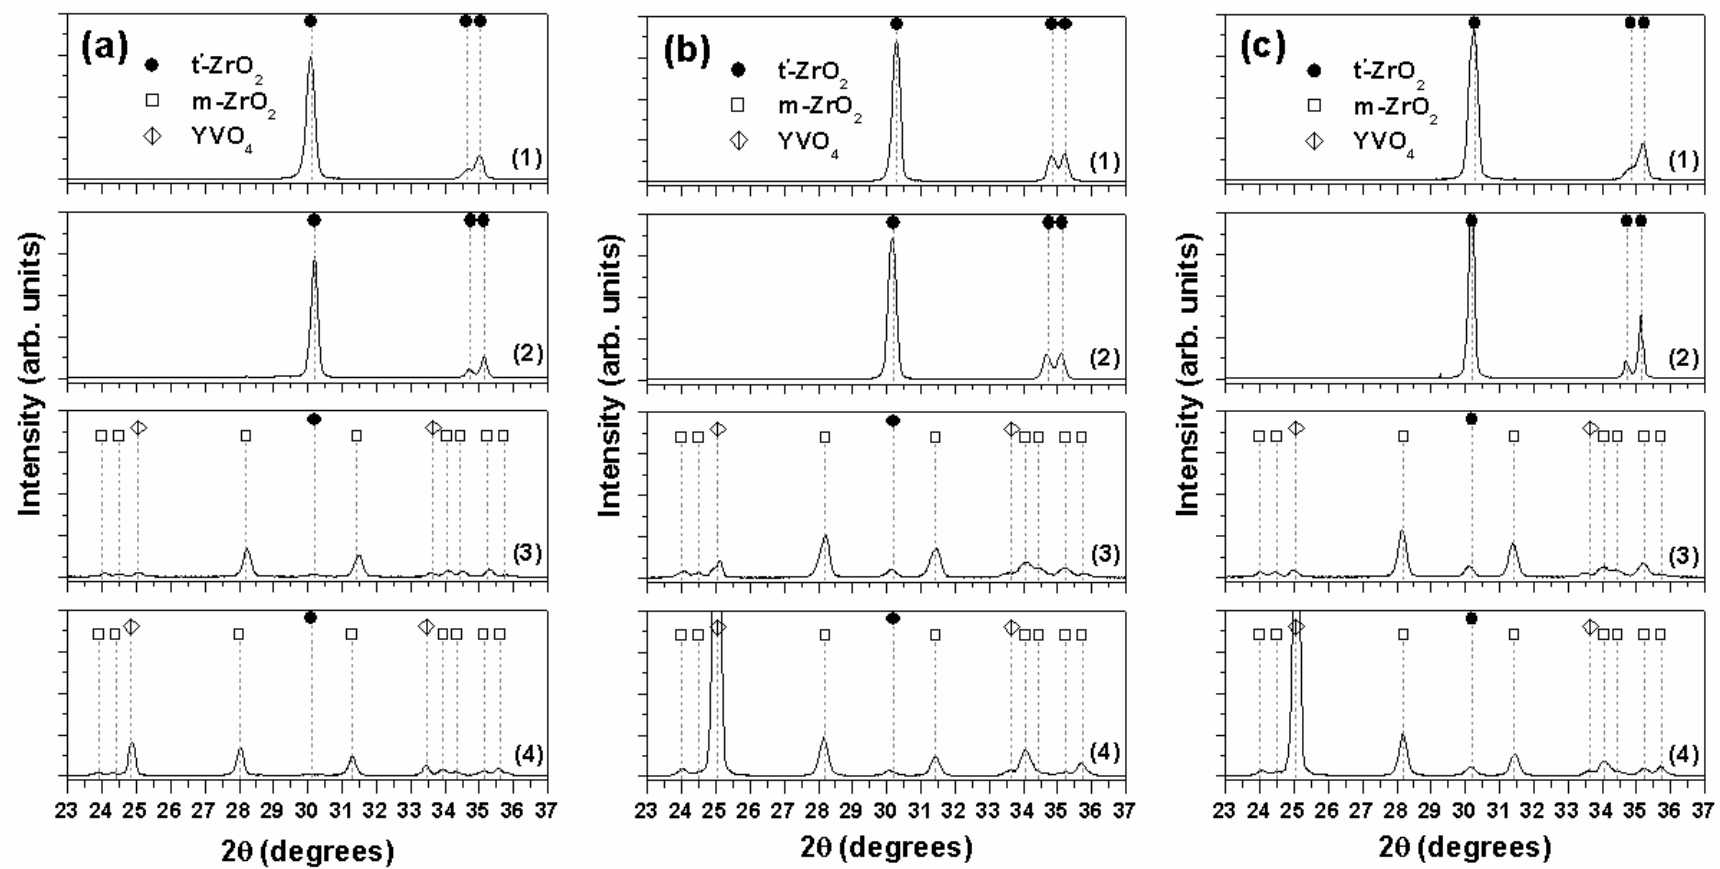 (a)
t'-ZrO2
m-ZrO2
YVO4
(1)
(2)
(3)
(4)
Intensity (arb. units)
23 24 25 26 27 28 29 30 31 32 33 34 35 36 37
2θ (degrees)
(b)
t'-ZrO2
m-ZrO2
YVO4
(1)
(2)
(3)
(4)
Intensity (arb. units)
23 24 25 26 27 28 29 30 31 32 33 34 35 36 37
2θ (degrees)
(c)
t'-ZrO2
m-ZrO2
YVO4
(1)
(2)
(3)
(4)
Intensity (arb. units)
23 24 25 26 27 28 29 30 31 32 33 34 35 36 37
2θ (degrees)